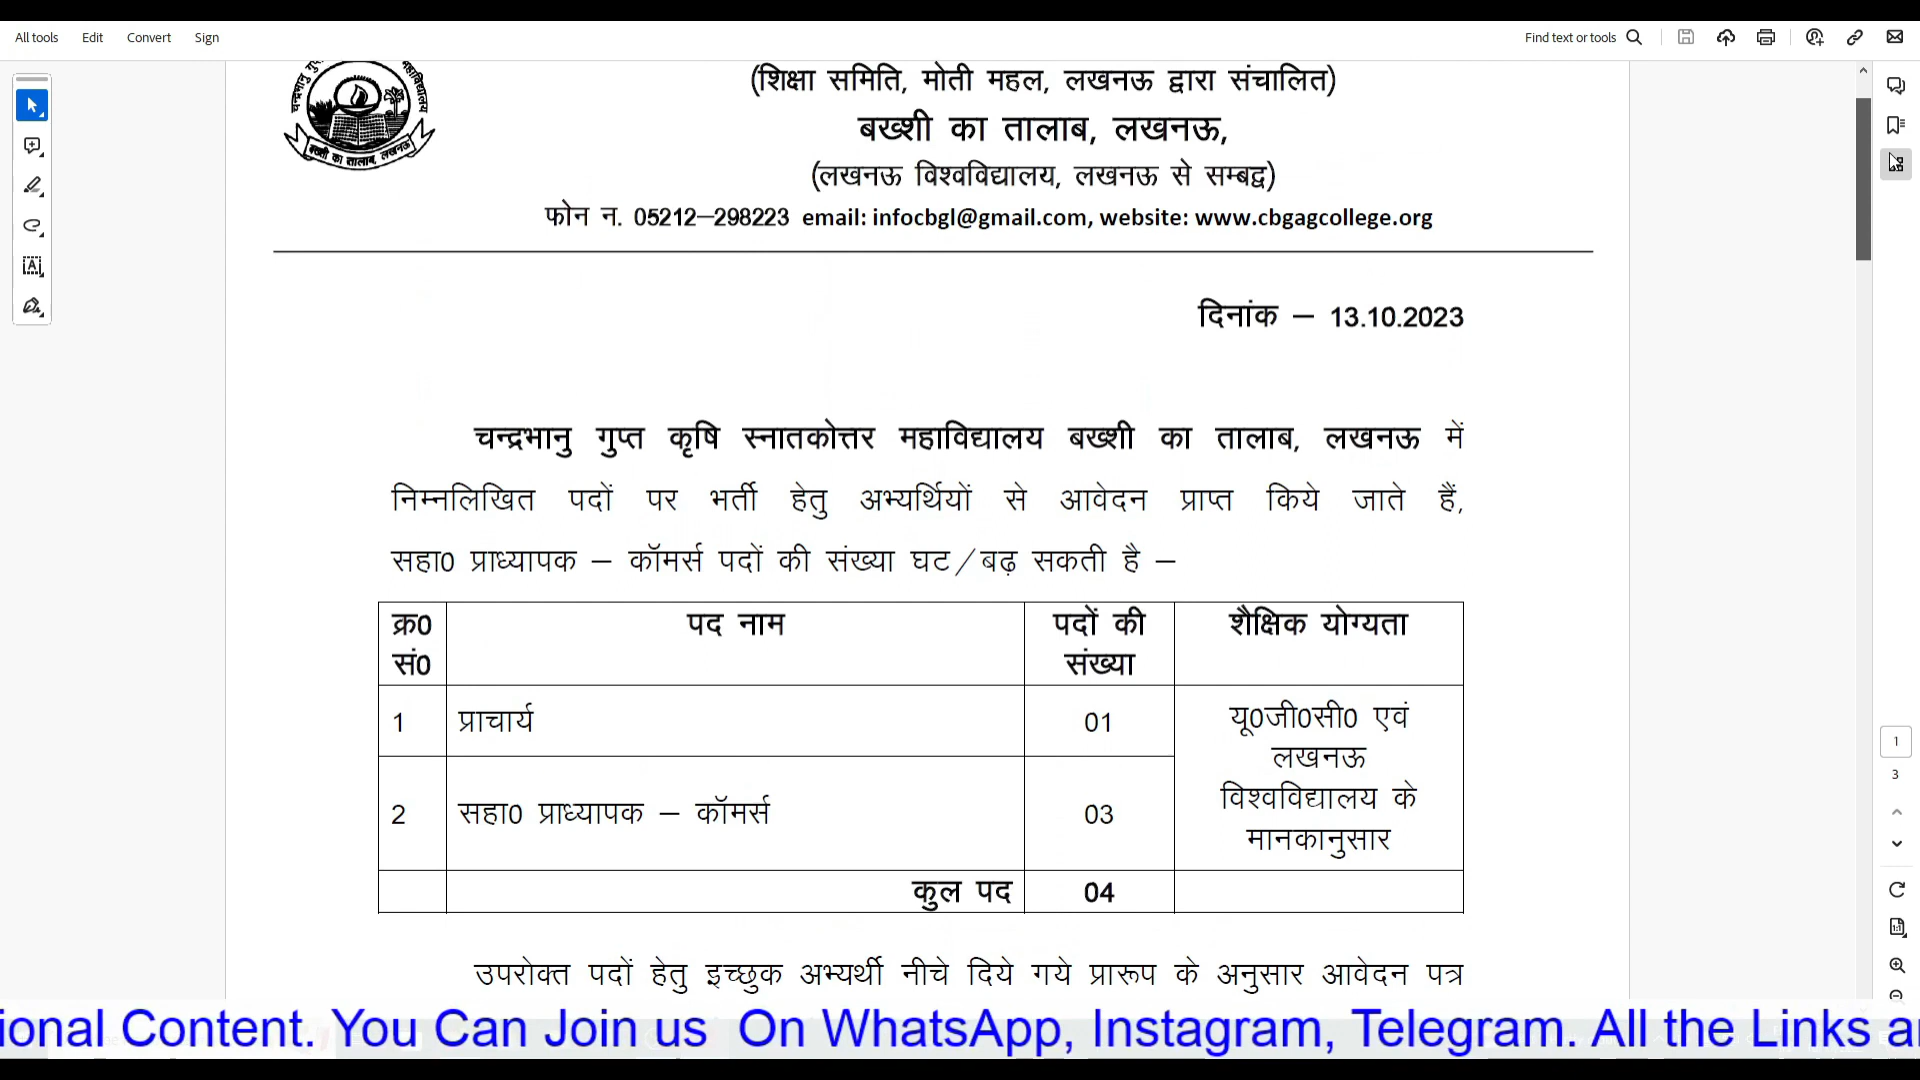 All tools Edit Convert Sign Find text or tools
(शिक्षा समिति, मोती महल, लखनऊ द्वारा संचालित)
बख्शी का तालाब, लखनऊ,
(लखनऊ विश्वविद्यालय, लखनऊ से सम्बद्व)
फोन न. 05212–298223 email: infocbgl@gmail.com, website: www.cbgagcollege.org
बख्शी का तालाब, लखनऊ
दिनांक – 13.10.2023
चन्द्रभानु गुप्त कृषि स्नातकोत्तर महाविद्यालय बख्शी का तालाब, लखनऊ में
निम्नलिखित पदों पर भर्ती हेतु अभ्यर्थियों से आवेदन प्राप्त किये जाते हैं,
सहा0 प्राध्यापक – कॉमर्स पदों की संख्या घट/बढ़ सकती है –
क्र0 सं0 पद नाम पदों की संख्या शैक्षिक योग्यता
1 प्राचार्य 01 यू0जी0सी0 एवं लखनऊ विश्वविद्यालय के मानकानुसार
2 सहा0 प्राध्यापक – कॉमर्स 03
कुल पद 04
उपरोक्त पदों हेतु इच्छुक अभ्यर्थी नीचे दिये गये प्रारूप के अनुसार आवेदन पत्र
1
3
ional Content. You Can Join us On WhatsApp, Instagram, Telegram. All the Links a